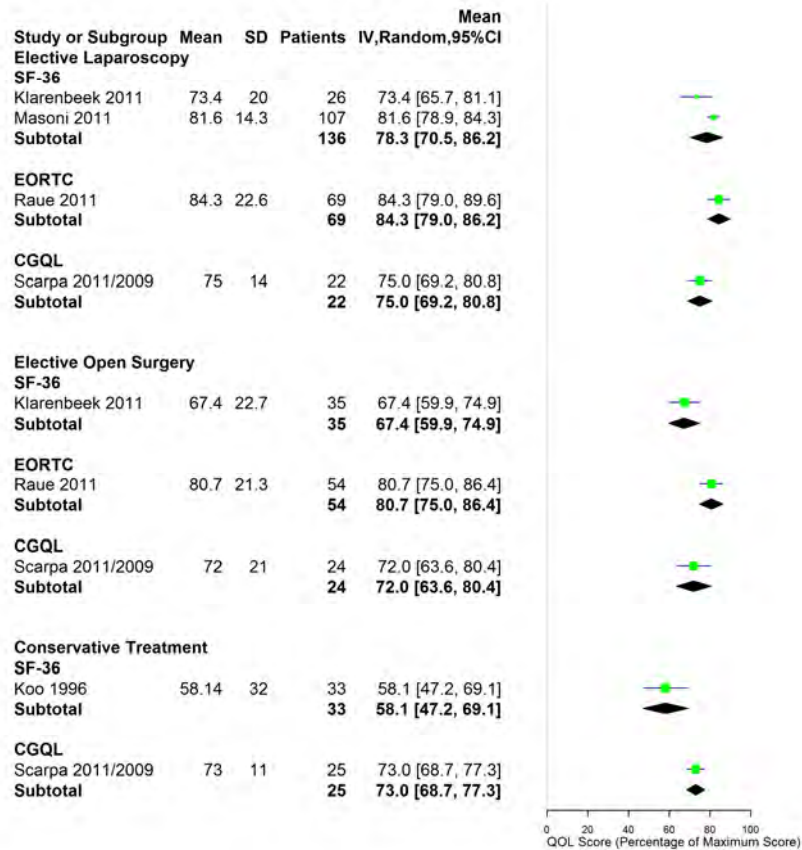 Mean
Study or Subgroup Mean SD Patients IV,Random,95%CI
Elective Laparoscopy
SF-36
Klarenbeek 2011 73.4 20 26 73.4 [65.7, 81.1]
Masoni 2011 81.6 14.3 107 81.6 [78.9, 84.3]
Subtotal 136 78.3 [70.5, 86.2]
EORTC
Raue 2011 84.3 22.6 69 84.3 [79.0, 89.6]
Subtotal 69 84.3 [79.0, 86.2]
CGQL
Scarpa 2011/2009 75 14 22 75.0 [69.2, 80.8]
Subtotal 22 75.0 [69.2, 80.8]
Elective Open Surgery
SF-36
Klarenbeek 2011 67.4 22.7 35 67.4 [59.9, 74.9]
Subtotal 35 67.4 [59.9, 74.9]
EORTC
Raue 2011 80.7 21.3 54 80.7 [75.0, 86.4]
Subtotal 54 80.7 [75.0, 86.4]
CGQL
Scarpa 2011/2009 72 21 24 72.0 [63.6, 80.4]
Subtotal 24 72.0 [63.6, 80.4]
Conservative Treatment
SF-36
Koo 1996 58.14 32 33 58.1 [47.2, 69.1]
Subtotal 33 58.1 [47.2, 69.1]
CGQL
Scarpa 2011/2009 73 11 25 73.0 [68.7, 77.3]
Subtotal 25 73.0 [68.7, 77.3]
0 20 40 60 80 100
QOL Score (Percentage of Maximum Score)